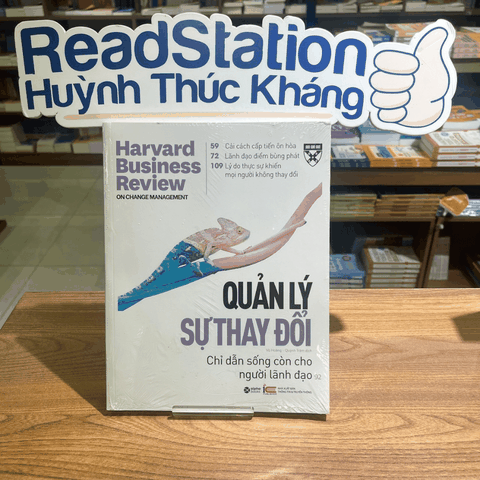 ReadStation
Huỳnh Thúc Kháng
Harvard
Business
Review
ON CHANGE MANAGEMENT
59 Cải cách cấp tiến ôn hòa
72 Lãnh đạo điểm bùng phát
109 Lý do thực sự khiến
mọi người không thay đổi
QUẢN LÝ
SỰ THAY ĐỔI
Chỉ dẫn sống còn cho
người lãnh đạo